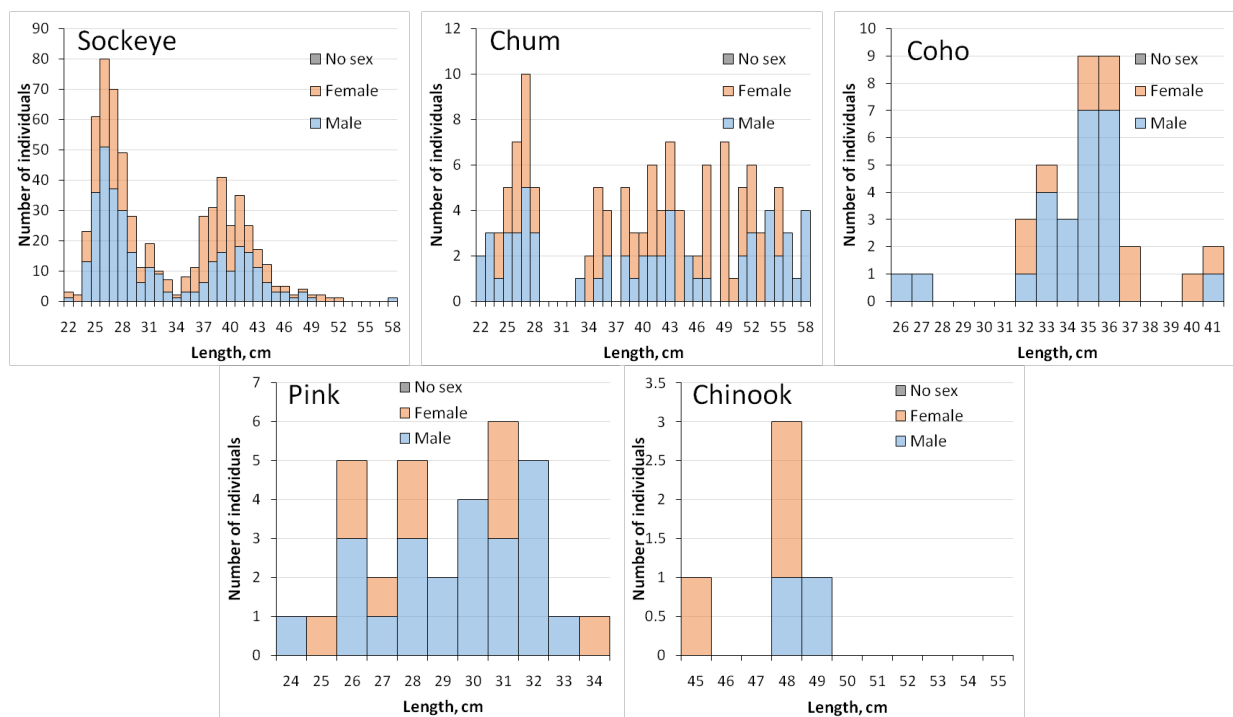 Sockeye
No sex
Female
Male
Number of individuals
90
80
70
60
50
40
30
20
10
0
22 25 28 31 34 37 40 43 46 49 52 55 58
Length, cm
Chum
No sex
Female
Male
Number of individuals
12
10
8
6
4
2
0
22 25 28 31 34 37 40 43 46 49 52 55 58
Length, cm
Coho
No sex
Female
Male
Number of individuals
10
9
8
7
6
5
4
3
2
1
0
26 27 28 29 30 31 32 33 34 35 36 37 38 39 40 41
Length, cm
Pink
No sex
Female
Male
Number of individuals
7
6
5
4
3
2
1
0
24 25 26 27 28 29 30 31 32 33 34
Length, cm
Chinook
No sex
Female
Male
Number of individuals
3.5
3
2.5
2
1.5
1
0.5
0
45 46 47 48 49 50 51 52 53 54 55
Length, cm